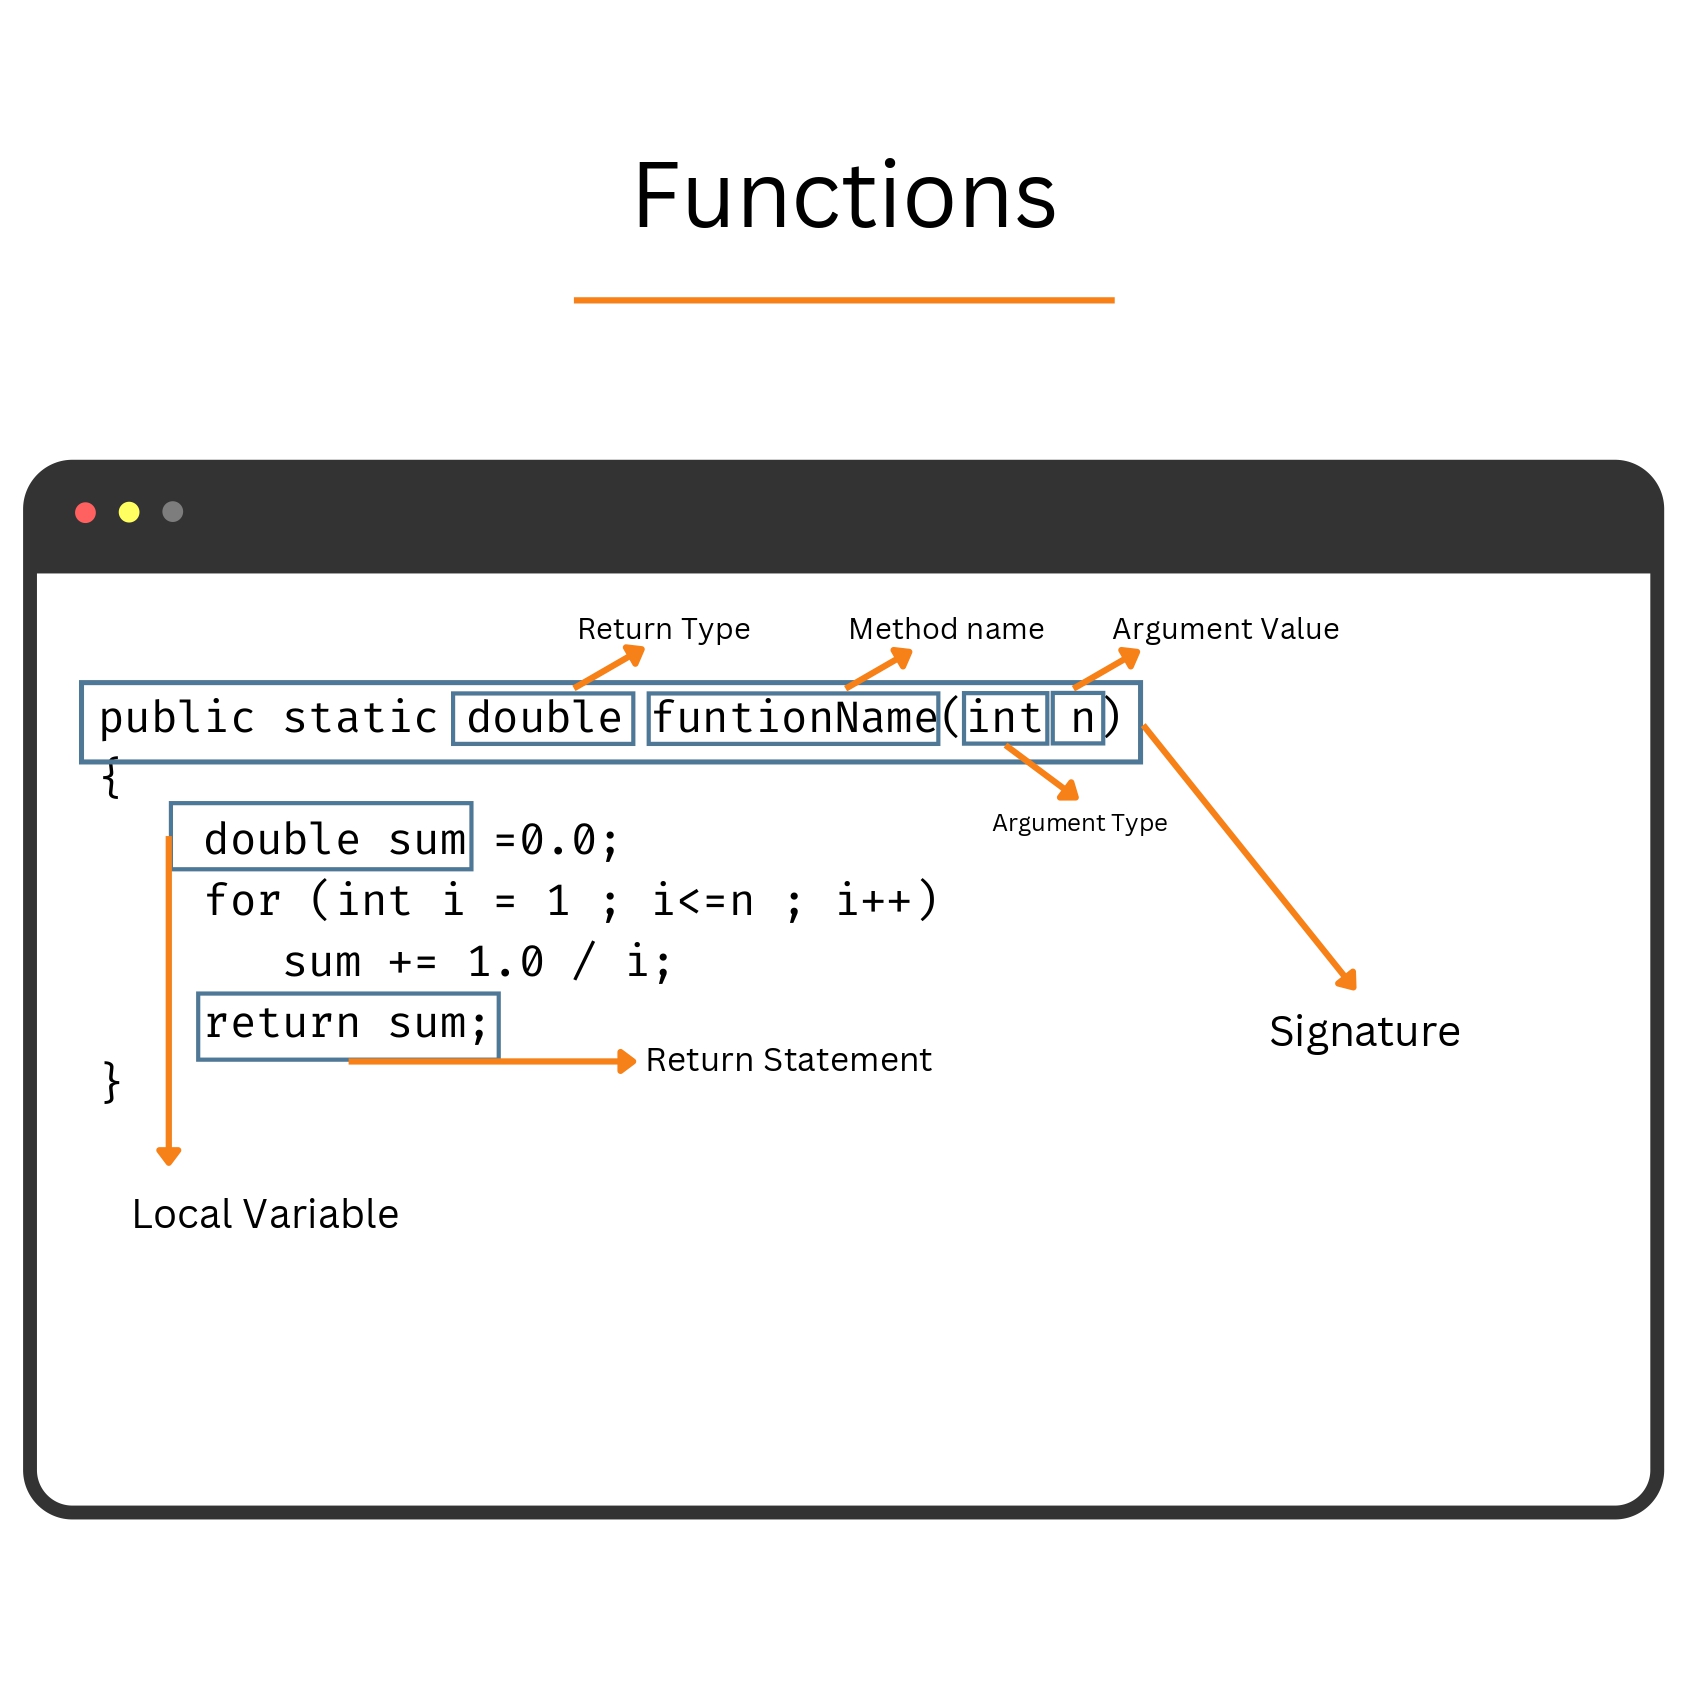 Functions
Return Type Method name Argument Value
public static double funtionName(int n)
{
Argument Type
double sum =0.0;
for (int i = 1 ; i<=n ; i++)
sum += 1.0 / i;
return sum;
Signature
Return Statement
}
Local Variable